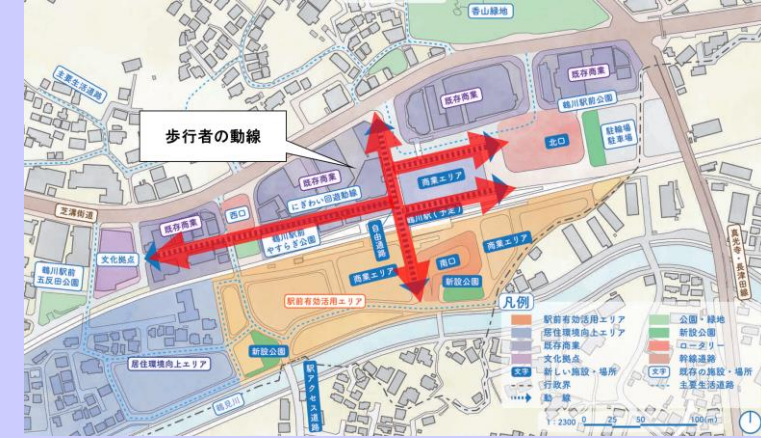 香山緑地
主要生活道路
既存商業
既存商業
鶴川駅前公園
歩行者の動線
北口
駐輪場
駐車場
既存商業
商業エリア
にぎわい回遊動線
芝溝街道
西口
既存商業
鶴川駅(予定)
文化拠点
鶴川駅前
やすらぎ公園
自由通路
商業エリア
鶴川駅前
五反田公園
南口
商業エリア
新設公園
真光寺・長津田線
駅前有効活用エリア
凡例
駅前有効活用エリア
公園・緑地
居住環境向上エリア
新設公園
既存商業
ロータリー
文化拠点
幹線道路
文字
新しい施設・場所
文字
既存の施設・場所
行政界
主要生活道路
動 線
新設公園
居住環境向上エリア
駅アクセス道路
鶴見川
1:2300 0 25 50 100(m)